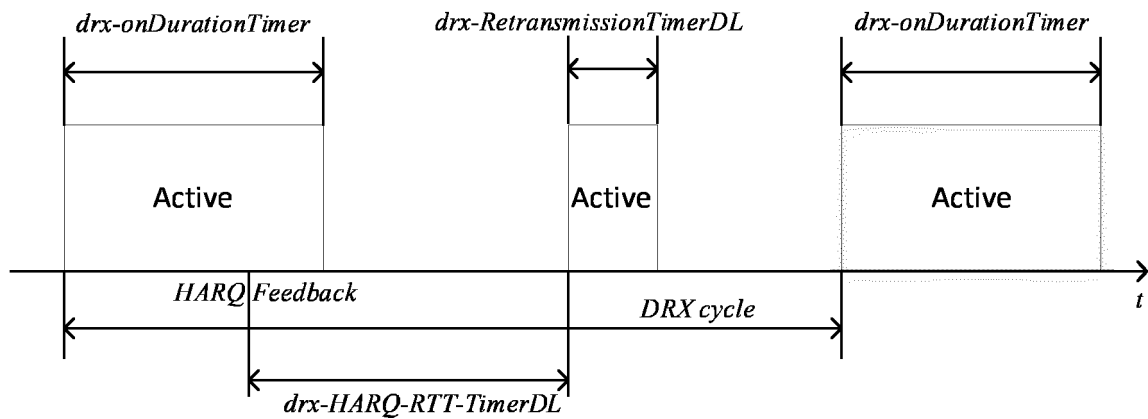 drx-onDurationTimer
drx-RetransmissionTimerDL
drx-onDurationTimer
Active
Active
Active
HARQ Feedback
t
DRX cycle
drx-HARQ-RTT-TimerDL